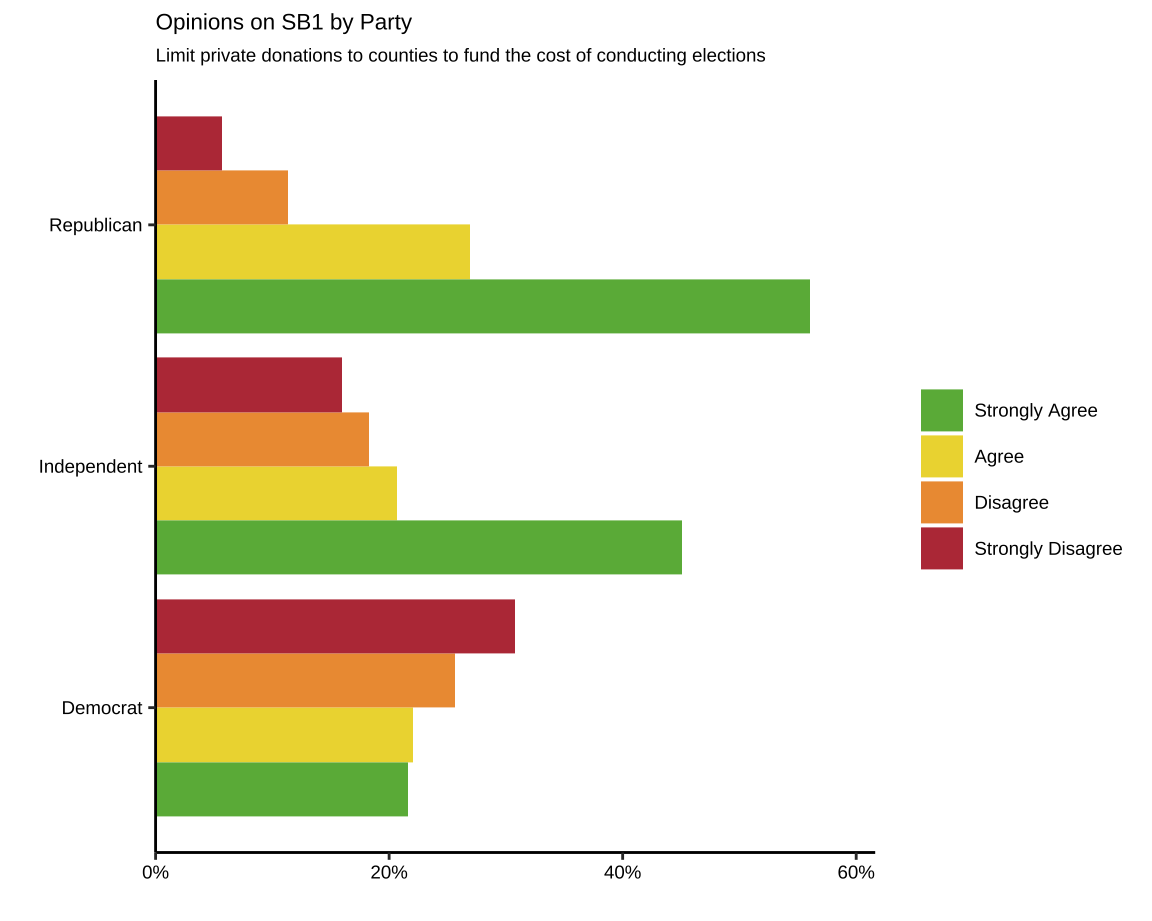 Opinions on SB1 by Party
Limit private donations to counties to fund the cost of conducting elections
Republican
Independent
Democrat
Strongly Agree
Agree
Disagree
Strongly Disagree
0% 20% 40% 60%